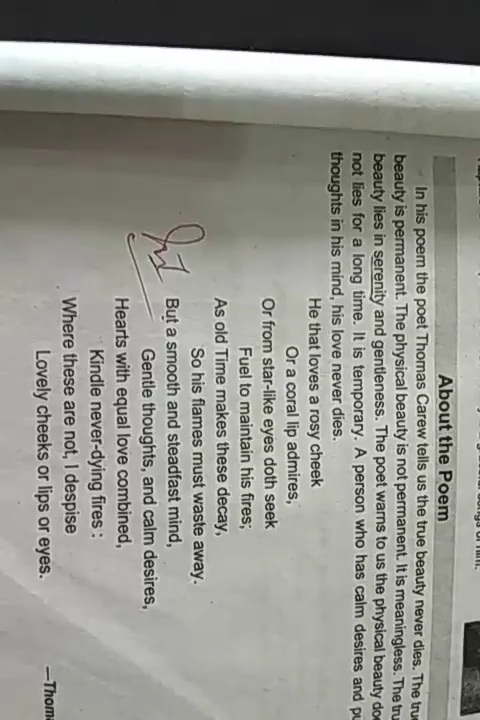 About the Poem
In his poem the poet Thomas Carew tells us the true beauty never dies. The
beauty is permanent. The physical beauty is not permanent. It is meaningless. The
beauty lies in serenity and gentleness. The poet warns to us the physical beauty
not lies for a long time. It is temporary. A person who has calm desires and
thoughts in his mind, his love never dies.
He that loves a rosy cheek
Or a coral lip admires,
Or from star-like eyes doth seek
Fuel to maintain his fires;
As old Time makes these decay,
So his flames must waste away.
But a smooth and steadfast mind,
Gentle thoughts, and calm desires,
Hearts with equal love combined,
Kindle never-dying fires :
Where these are not, I despise
Lovely cheeks or lips or eyes.